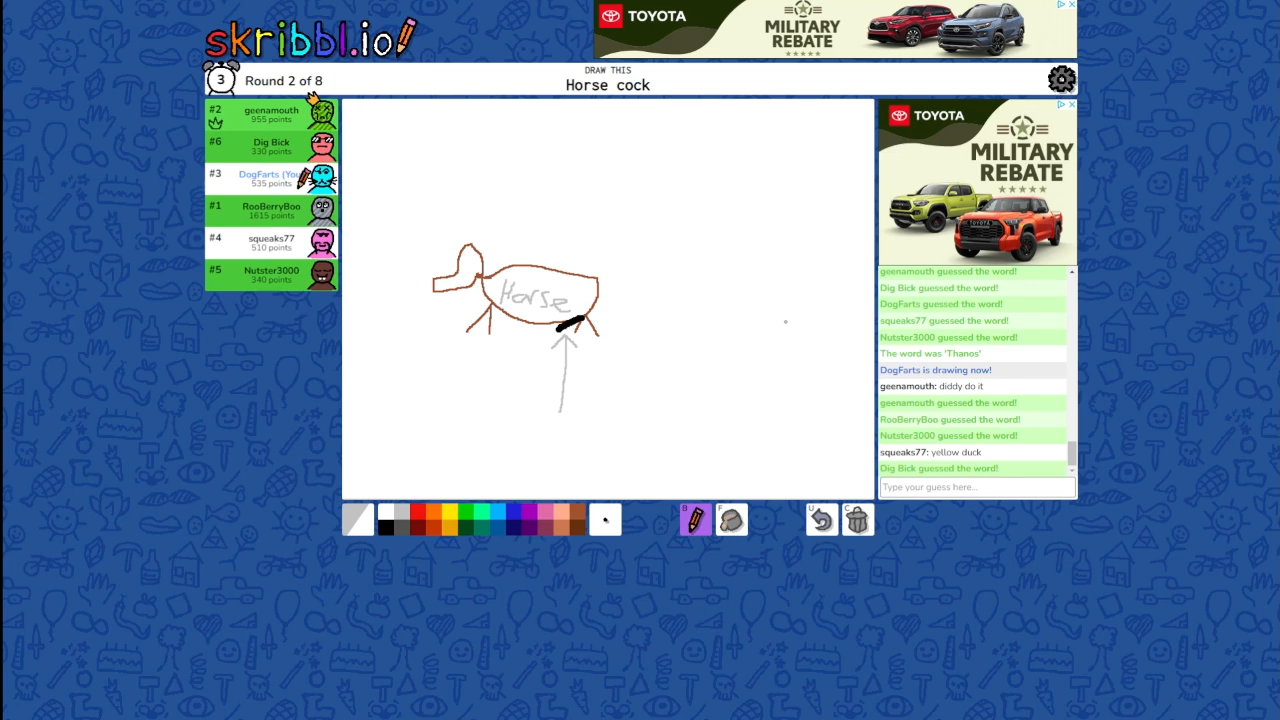 skribbl.io
TOYOTA
MILITARY
REBATE
3
Round 2 of 8
DRAW THIS
Horse cock
#2
geenamouth
955 points
#6
Dig Bick
330 points
#3
DogFarts (You
535 points
#1
RooBerryBoo
1615 points
#4
squeaks77
510 points
#5
Nutster3000
340 points
Horse
TOYOTA
MILITARY
REBATE
geenamouth guessed the word!
Dig Bick guessed the word!
DogFarts guessed the word!
squeaks77 guessed the word!
Nutster3000 guessed the word!
The word was 'Thanos'
DogFarts is drawing now!
geenamouth: diddy do it
geenamouth guessed the word!
RooBerryBoo guessed the word!
Nutster3000 guessed the word!
squeaks77: yellow duck
Dig Bick guessed the word!
Type your guess here...
B
F
U
C